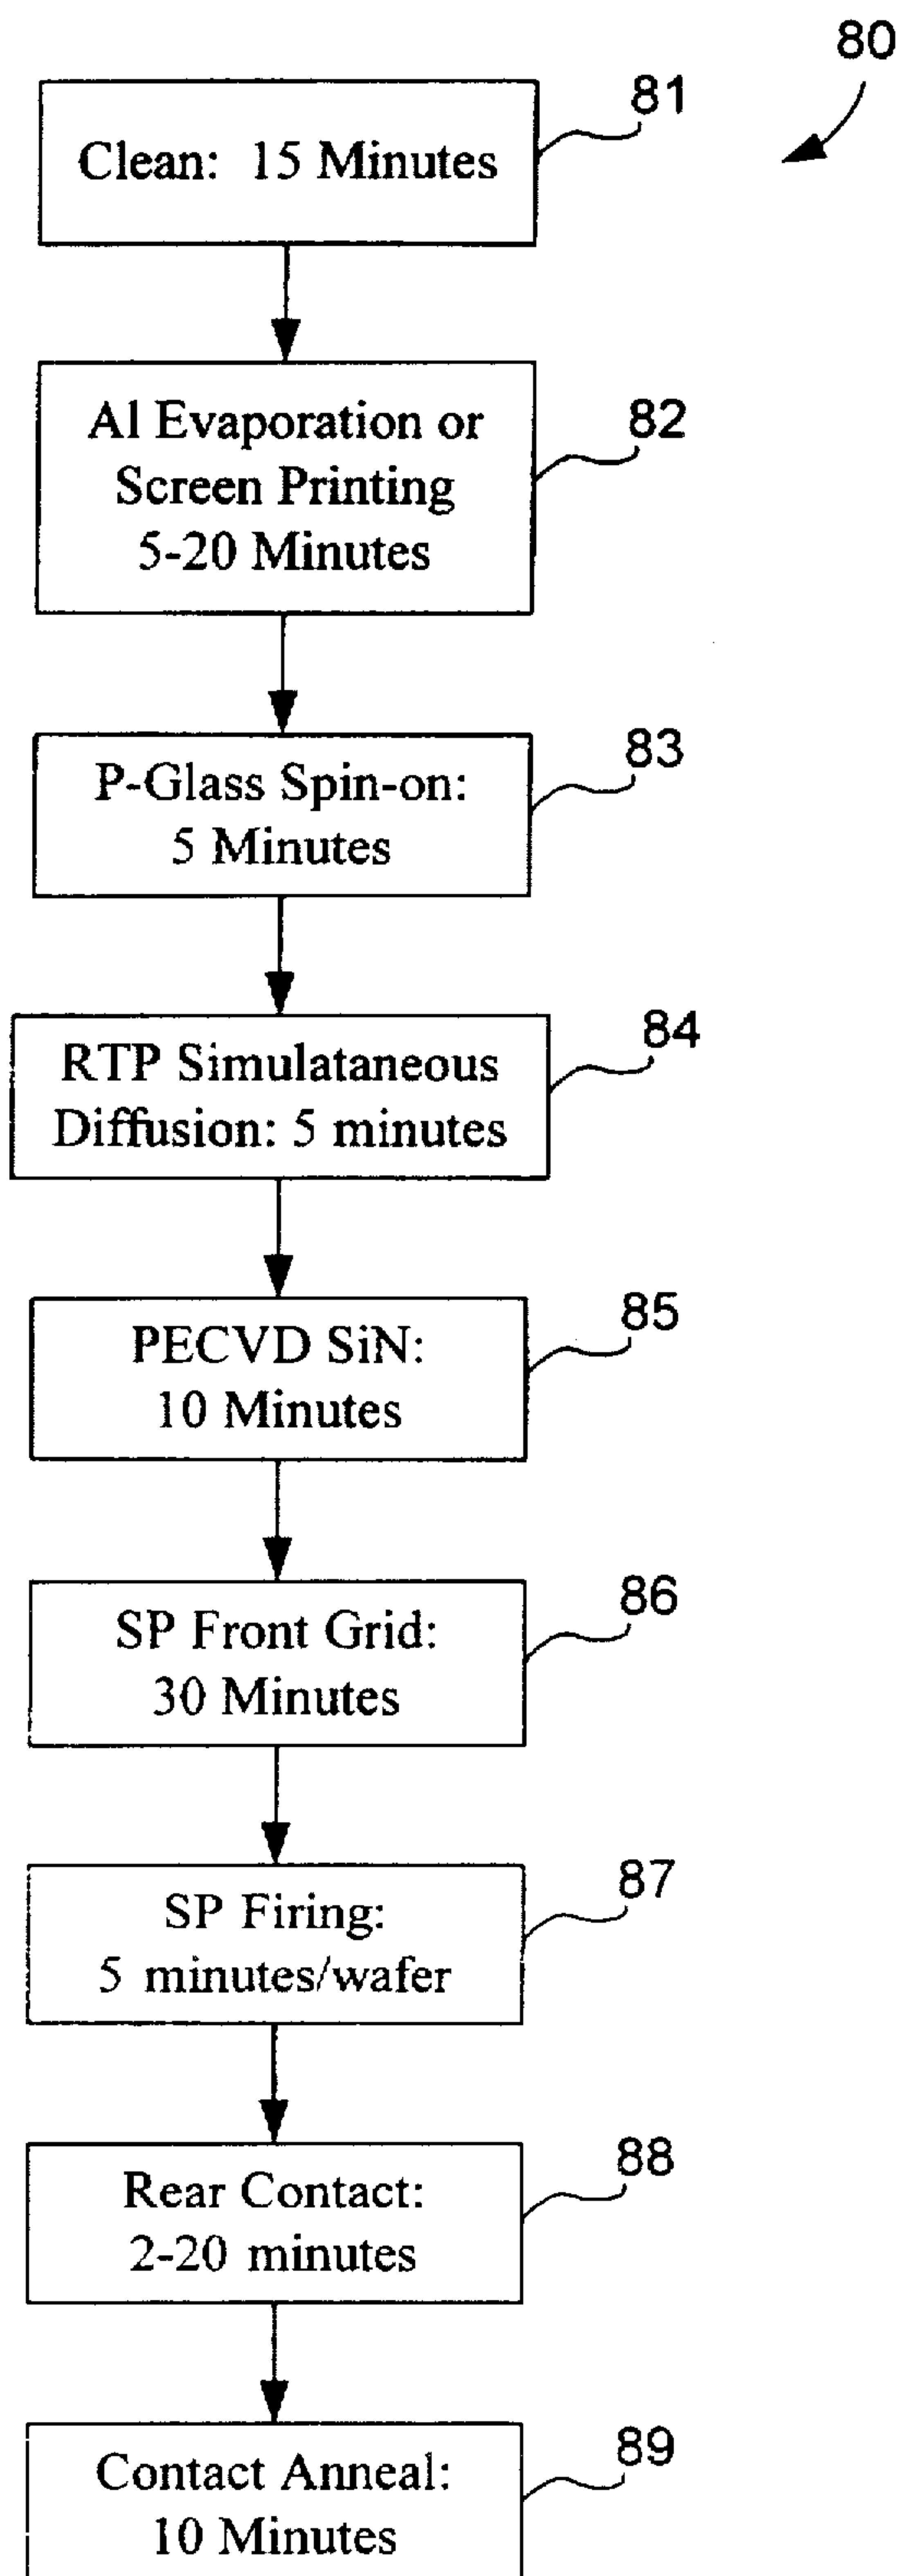 80
81
Clean: 15 Minutes
82
Al Evaporation or
Screen Printing
5-20 Minutes
83
P-Glass Spin-on:
5 Minutes
84
RTP Simulataneous
Diffusion: 5 minutes
85
PECVD SiN:
10 Minutes
86
SP Front Grid:
30 Minutes
87
SP Firing:
5 minutes/wafer
88
Rear Contact:
2-20 minutes
89
Contact Anneal:
10 Minutes